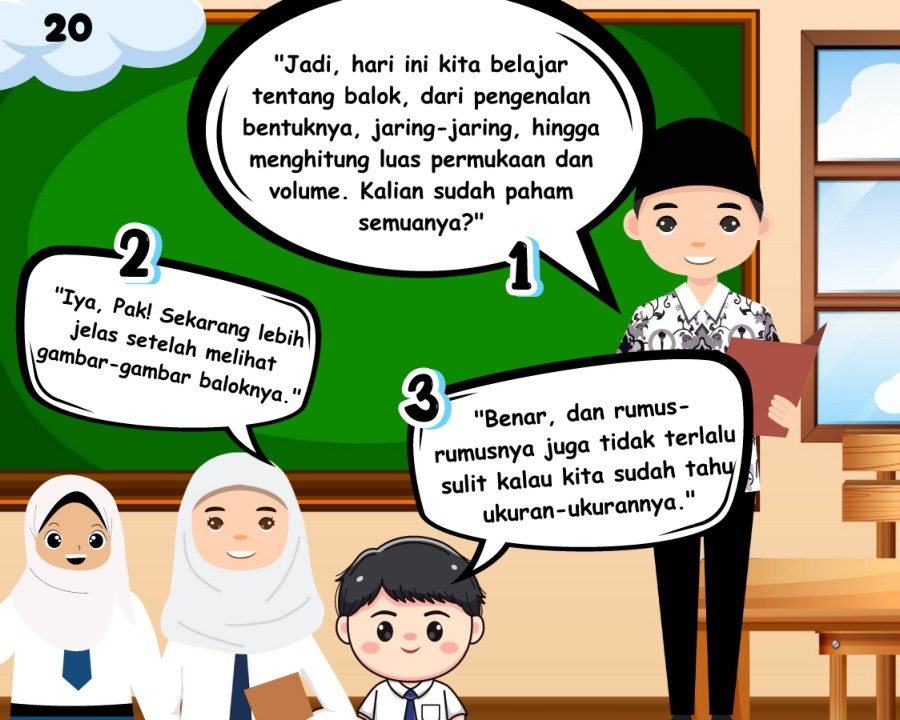 20
"Jadi, hari ini kita belajar
tentang balok, dari pengenalan
bentuknya, jaring-jaring, hingga
menghitung luas permukaan dan
volume. Kalian sudah paham
semuanya?"
1
2
"Iya, Pak! Sekarang lebih
jelas setelah melihat
gambar-gambar baloknya."
3
"Benar, dan rumus-
rumusnya juga tidak terlalu
sulit kalau kita sudah tahu
ukuran-ukurannya."